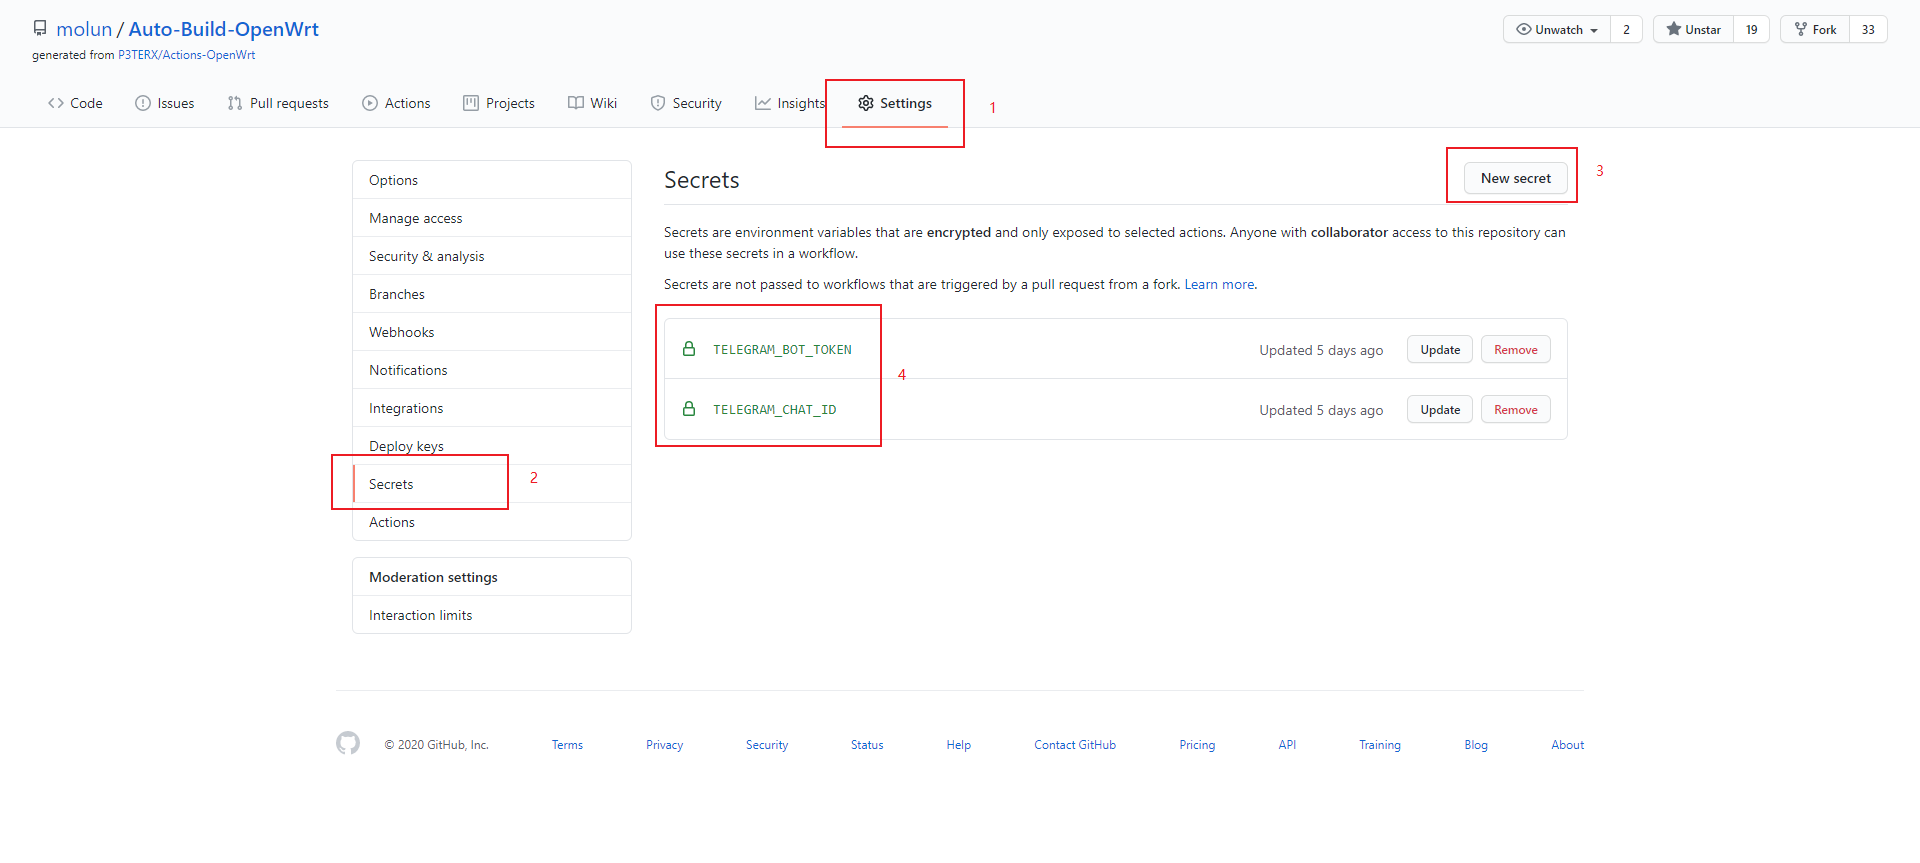 molun / Auto-Build-OpenWrt
generated from P3TERX/Actions-OpenWrt
Unwatch 2 Unstar 19 Fork 33
Code Issues Pull requests Actions Projects Wiki Security Insights Settings 1
Options
Manage access
Security & analysis
Branches
Webhooks
Notifications
Integrations
Deploy keys
Secrets 2
Actions
Moderation settings
Interaction limits
Secrets
New secret 3
Secrets are environment variables that are encrypted and only exposed to selected actions. Anyone with collaborator access to this repository can
use these secrets in a workflow.
Secrets are not passed to workflows that are triggered by a pull request from a fork. Learn more.
TELEGRAM_BOT_TOKEN Updated 5 days ago Update Remove
4
TELEGRAM_CHAT_ID Updated 5 days ago Update Remove
© 2020 GitHub, Inc. Terms Privacy Security Status Help Contact GitHub Pricing API Training Blog About